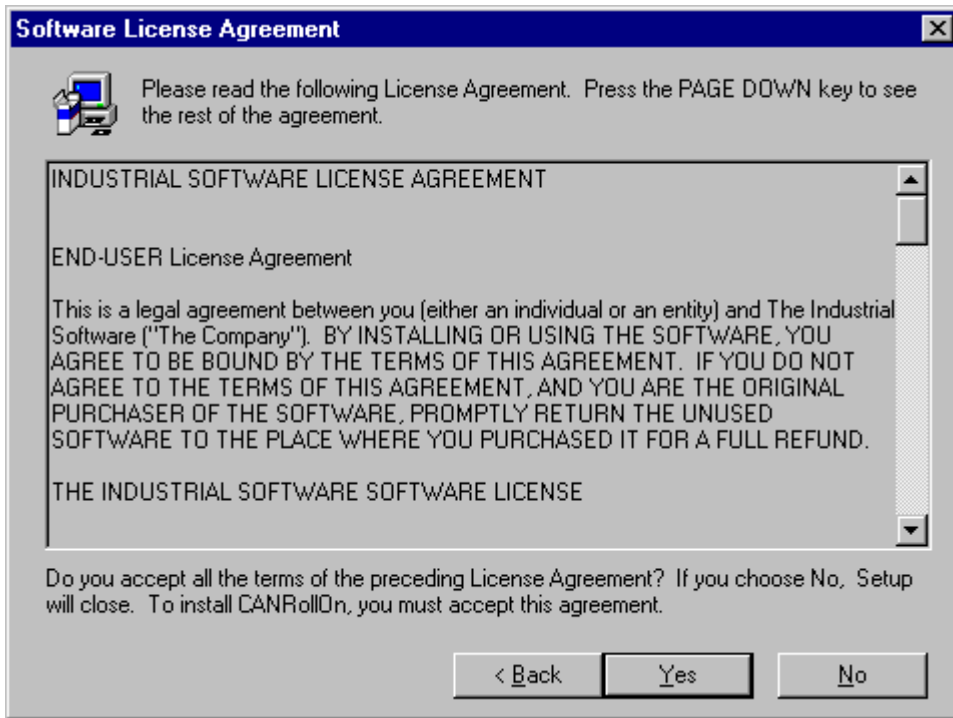 Software License Agreement
Please read the following License Agreement.  Press the PAGE DOWN key to see
the rest of the agreement.
INDUSTRIAL SOFTWARE LICENSE AGREEMENT
END-USER License Agreement
This is a legal agreement between you (either an individual or an entity) and The Industrial
Software ("The Company").  BY INSTALLING OR USING THE SOFTWARE, YOU
AGREE TO BE BOUND BY THE TERMS OF THIS AGREEMENT.  IF YOU DO NOT
AGREE TO THE TERMS OF THIS AGREEMENT, AND YOU ARE THE ORIGINAL
PURCHASER OF THE SOFTWARE, PROMPTLY RETURN THE UNUSED
SOFTWARE TO THE PLACE WHERE YOU PURCHASED IT FOR A FULL REFUND.
THE INDUSTRIAL SOFTWARE SOFTWARE LICENSE
Do you accept all the terms of the preceding License Agreement?  If you choose No,  Setup
will close.  To install CANRollOn, you must accept this agreement.
< Back
Yes
No